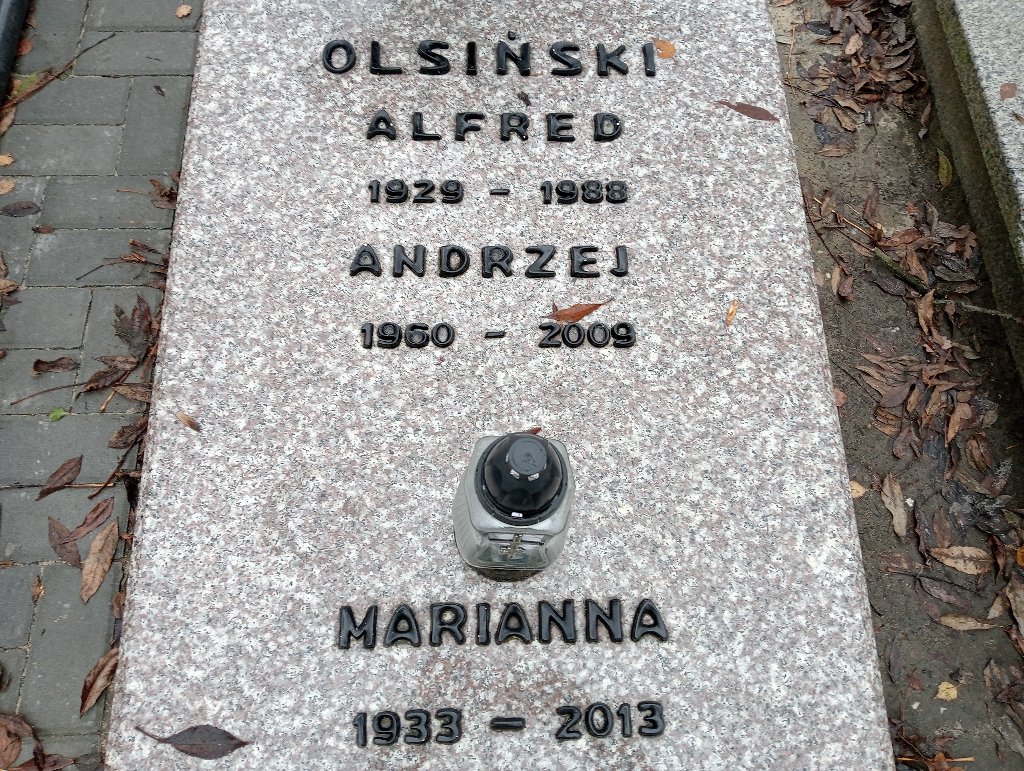 OLSIŃSKI
ALFRED
1929 – 1988
ANDRZEJ
1960 – 2009
MARIANNA
1933 – 2013